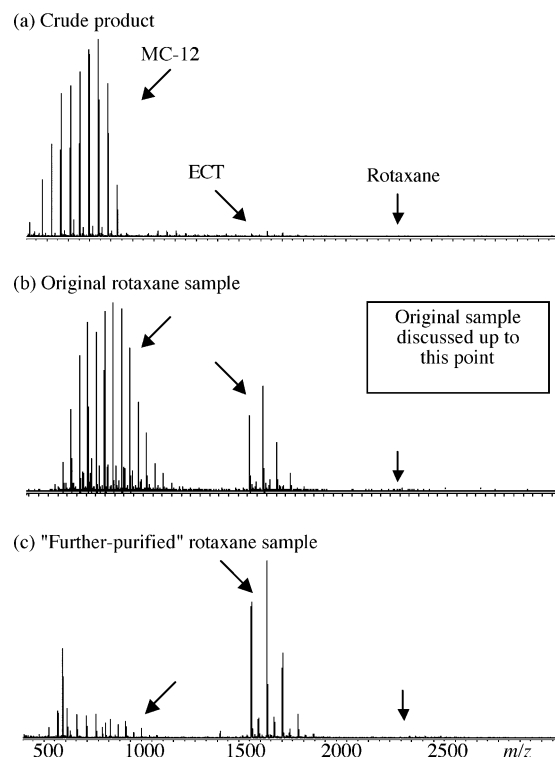 (a) Crude product
MC-12
ECT
Rotaxane
(b) Original rotaxane sample
Original sample
discussed up to
this point
(c) "Further-purified" rotaxane sample
500 1000 1500 2000 2500 m/z